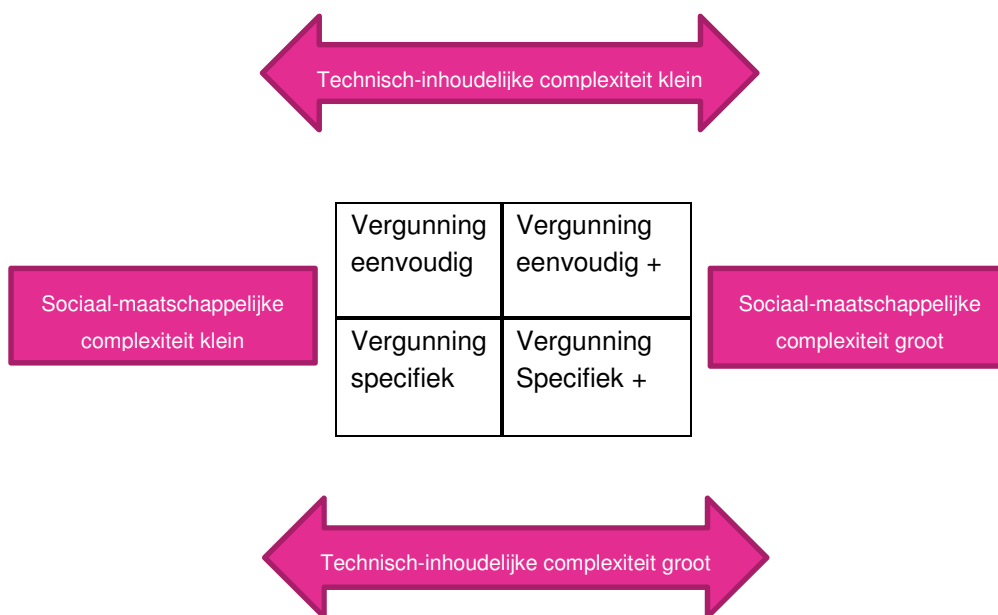 Technisch-inhoudelijke complexiteit klein
Vergunning
eenvoudig
Vergunning
eenvoudig +
Sociaal-maatschappelijke
complexiteit klein
Sociaal-maatschappelijke
complexiteit groot
Vergunning
specifiek
Vergunning
Specifiek +
Technisch-inhoudelijke complexiteit groot